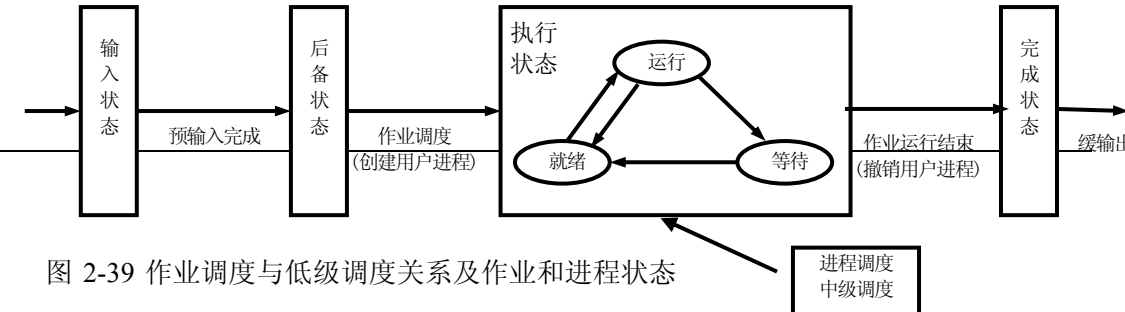 输入状态
预输入完成
后备状态
作业调度
(创建用户进程)
执行
状态
运行
就绪
等待
作业运行结束
(撤销用户进程)
完成状态
缓输出
进程调度
中级调度
图 2-39 作业调度与低级调度关系及作业和进程状态